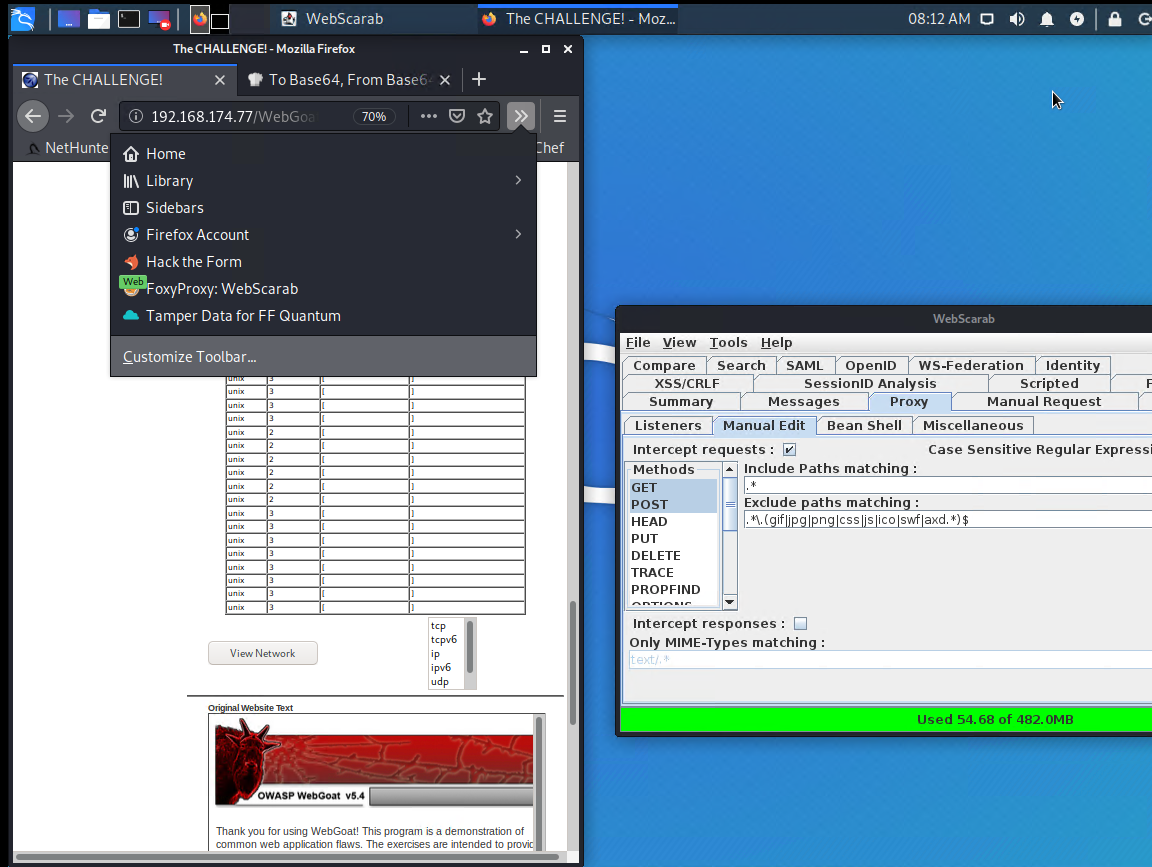 WebScarab
The CHALLENGE! - Moz...
08:12 AM
The CHALLENGE! - Mozilla Firefox
The CHALLENGE!
To Base64, From Base64
192.168.174.77/WebGoa
70%
NetHunte
Chef
Home
Library
Sidebars
Firefox Account
Hack the Form
Web
FoxyProxy: WebScarab
Tamper Data for FF Quantum
Customize Toolbar...
unix 3 [ ]
unix 3 [ ]
unix 3 [ ]
unix 3 [ ]
unix 2 [ ]
unix 2 [ ]
unix 2 [ ]
unix 2 [ ]
unix 2 [ ]
unix 2 [ ]
unix 3 [ ]
unix 3 [ ]
unix 3 [ ]
unix 3 [ ]
unix 3 [ ]
unix 3 [ ]
unix 3 [ ]
unix 3 [ ]
tcp
tcpv6
ip
ipv6
udp
View Network
Original Website Text
OWASP WebGoat v5.4
Thank you for using WebGoat! This program is a demonstration of
common web application flaws. The exercises are intended to provid
WebScarab
File View Tools Help
Compare Search SAML OpenID WS-Federation Identity
XSS/CRLF SessionID Analysis Scripted F
Summary Messages Proxy Manual Request
Listeners Manual Edit Bean Shell Miscellaneous
Intercept requests : Case Sensitive Regular Expressi
Methods
GET
POST
HEAD
PUT
DELETE
TRACE
PROPFIND
OPTIONS
Include Paths matching :
.*
Exclude paths matching :
.*\.(gif|jpg|png|css|js|ico|swf|axd.*)$
Intercept responses :
Only MIME-Types matching :
text/.*
Used 54.68 of 482.0MB